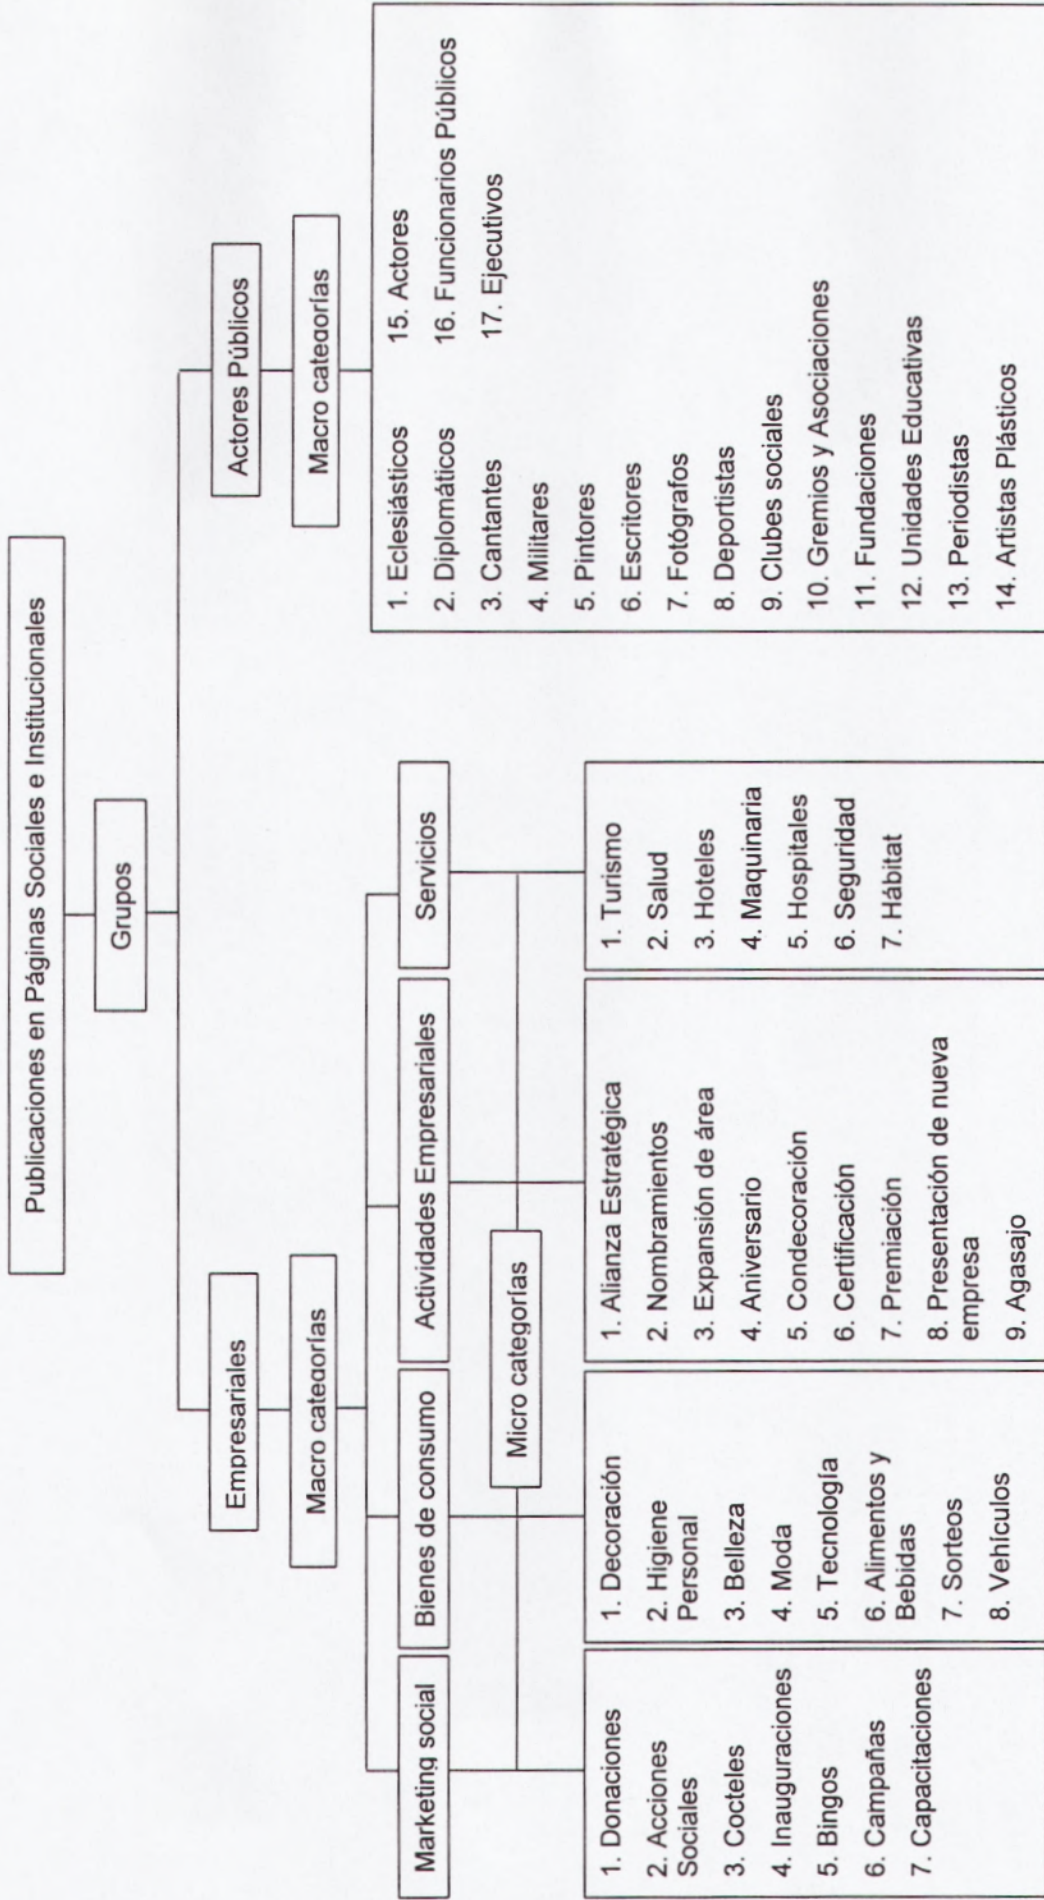 Publicaciones en Páginas Sociales e Institucionales
Grupos
Empresariales
Macro categorías
Marketing social
Bienes de consumo
Actividades Empresariales
Servicios
Micro categorías
1. Donaciones
2. Acciones
Sociales
3. Cocteles
4. Inauguraciones
5. Bingos
6. Campañas
7. Capacitaciones
1. Decoración
2. Higiene
Personal
3. Belleza
4. Moda
5. Tecnología
6. Alimentos y
Bebidas
7. Sorteos
8. Vehículos
1. Alianza Estratégica
2. Nombramientos
3. Expansión de área
4. Aniversario
5. Condecoración
6. Certificación
7. Premiación
8. Presentación de nueva
empresa
9. Agasajo
1. Turismo
2. Salud
3. Hoteles
4. Maquinaria
5. Hospitales
6. Seguridad
7. Hábitat
Actores Públicos
Macro categorías
1. Eclesiásticos
2. Diplomáticos
3. Cantantes
4. Militares
5. Pintores
6. Escritores
7. Fotógrafos
8. Deportistas
9. Clubes sociales
10. Gremios y Asociaciones
11. Fundaciones
12. Unidades Educativas
13. Periodistas
14. Artistas Plásticos
15. Actores
16. Funcionarios Públicos
17. Ejecutivos